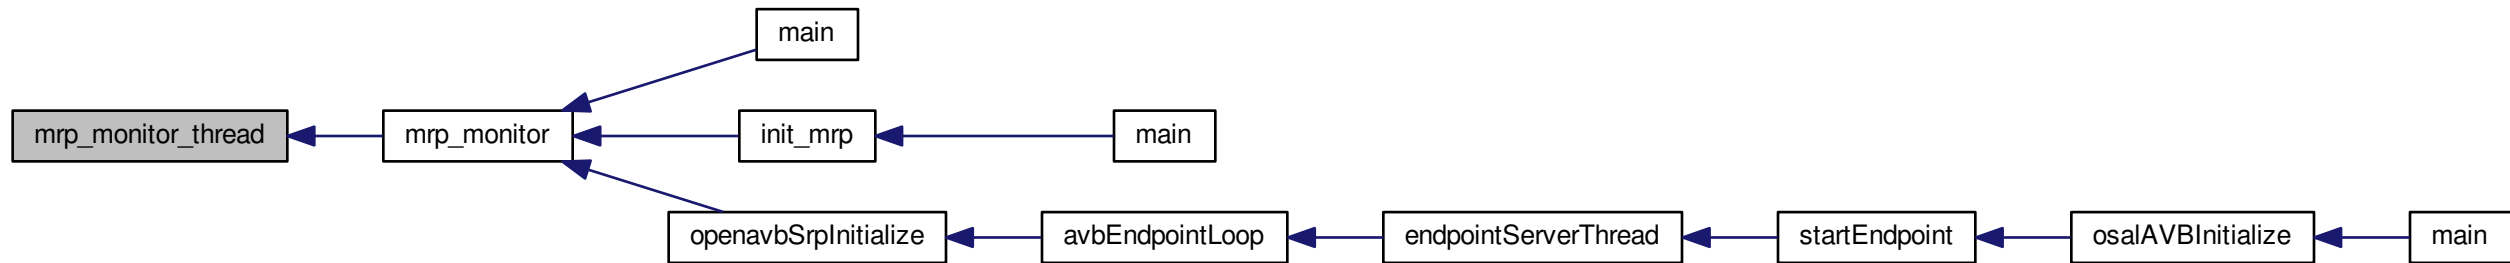 main
mrp_monitor_thread
mrp_monitor
init_mrp
main
openavbSrpInitialize
avbEndpointLoop
endpointServerThread
startEndpoint
osalAVBInitialize
main